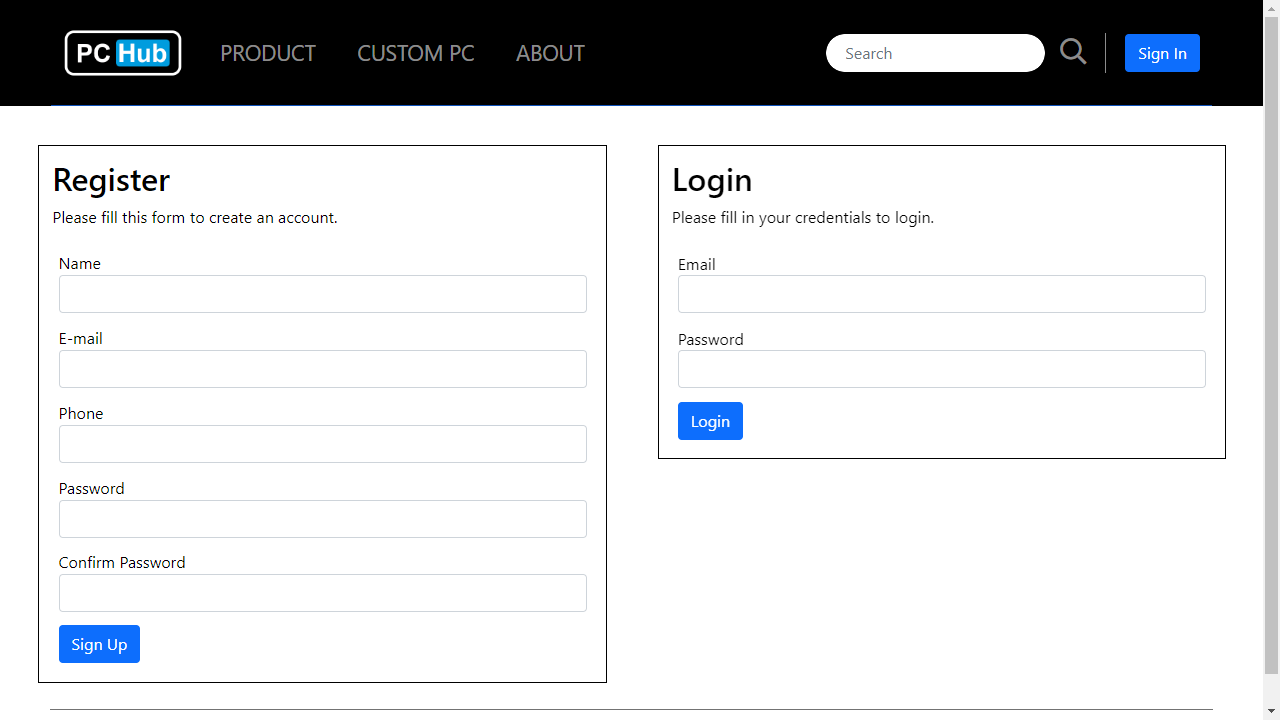 PC Hub PRODUCT CUSTOM PC ABOUT Search Sign In
Register
Please fill this form to create an account.
Name
E-mail
Phone
Password
Confirm Password
Sign Up
Login
Please fill in your credentials to login.
Email
Password
Login